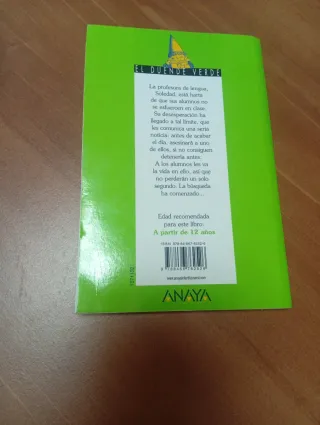 EL DUENDE VERDE
La profesora de lengua,
Soledad, está harta
de que sus alumnos no
se esfuercen en clase.
Su desesperación ha
llegado a tal límite, que
les comunica una seria
noticia: antes de acabar
el día, asesinará a uno
de ellos, si no consiguen
detenerla antes.
A los alumnos les va
la vida en ello, así que
no perderán un solo
segundo. La búsqueda
ha comenzado...
Edad recomendada
para este libro:
A partir de 12 años
ANAYA